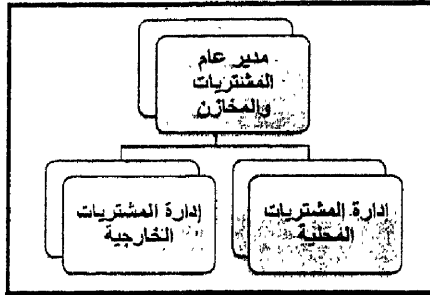 مدير عام
المشتريات
والمخازن
إدارة المشتريات
المحلية
إدارة المشتريات
الخارجية